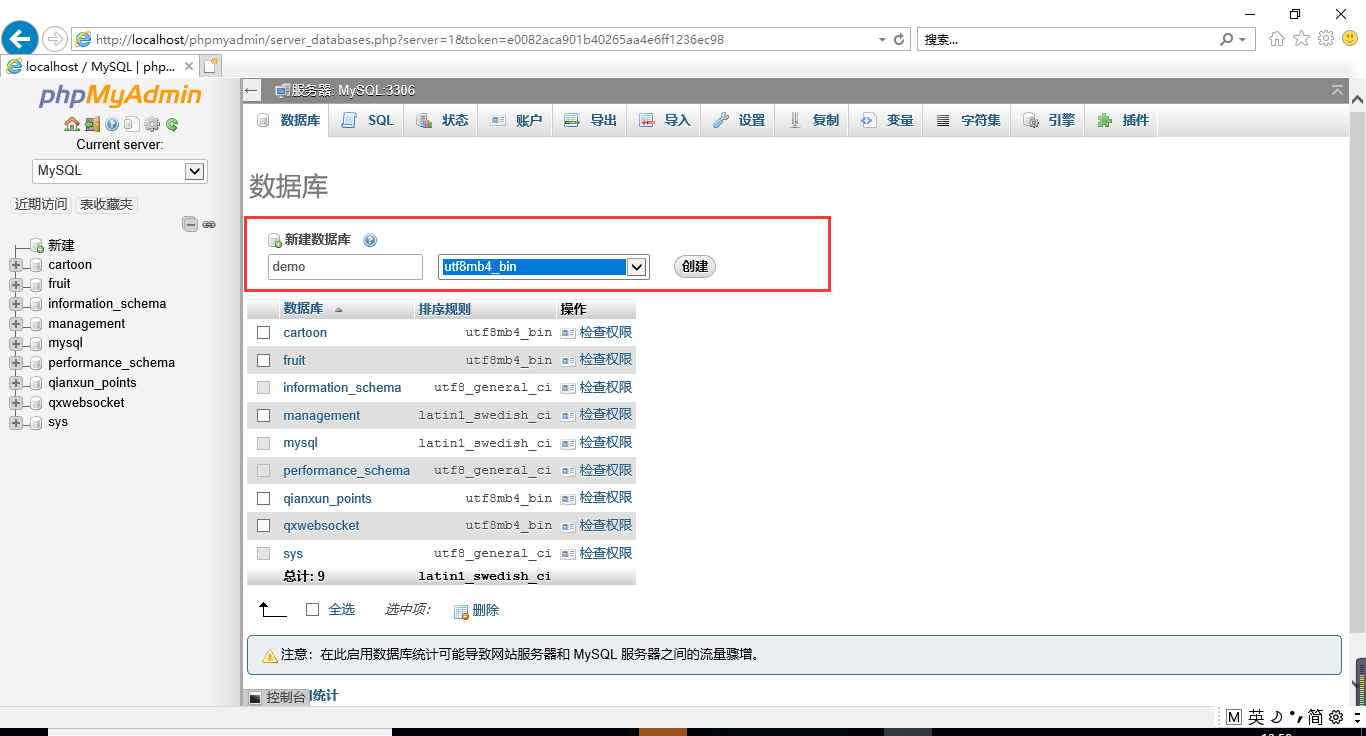 http://localhost/phpmyadmin/server_databases.php?server=1&token=e0082aca901b40265aa4e6ff1236ec98
搜索...
localhost / MySQL | php...
phpMyAdmin
Current server:
MySQL
近期访问 表收藏夹
新建
cartoon
fruit
information_schema
management
mysql
performance_schema
qianxun_points
qxwebsocket
sys
服务器: MySQL:3306
数据库 SQL 状态 账户 导出 导入 设置 复制 变量 字符集 引擎 插件
数据库
新建数据库
demo utf8mb4_bin 创建
数据库 排序规则 操作
cartoon utf8mb4_bin 检查权限
fruit utf8mb4_bin 检查权限
information_schema utf8_general_ci 检查权限
management latin1_swedish_ci 检查权限
mysql latin1_swedish_ci 检查权限
performance_schema utf8_general_ci 检查权限
qianxun_points utf8mb4_bin 检查权限
qxwebsocket utf8mb4_bin 检查权限
sys utf8_general_ci 检查权限
总计: 9 latin1_swedish_ci
全选 选中项: 删除
注意：在此启用数据库统计可能导致网站服务器和 MySQL 服务器之间的流量骤增。
控制台 统计
M 英 简